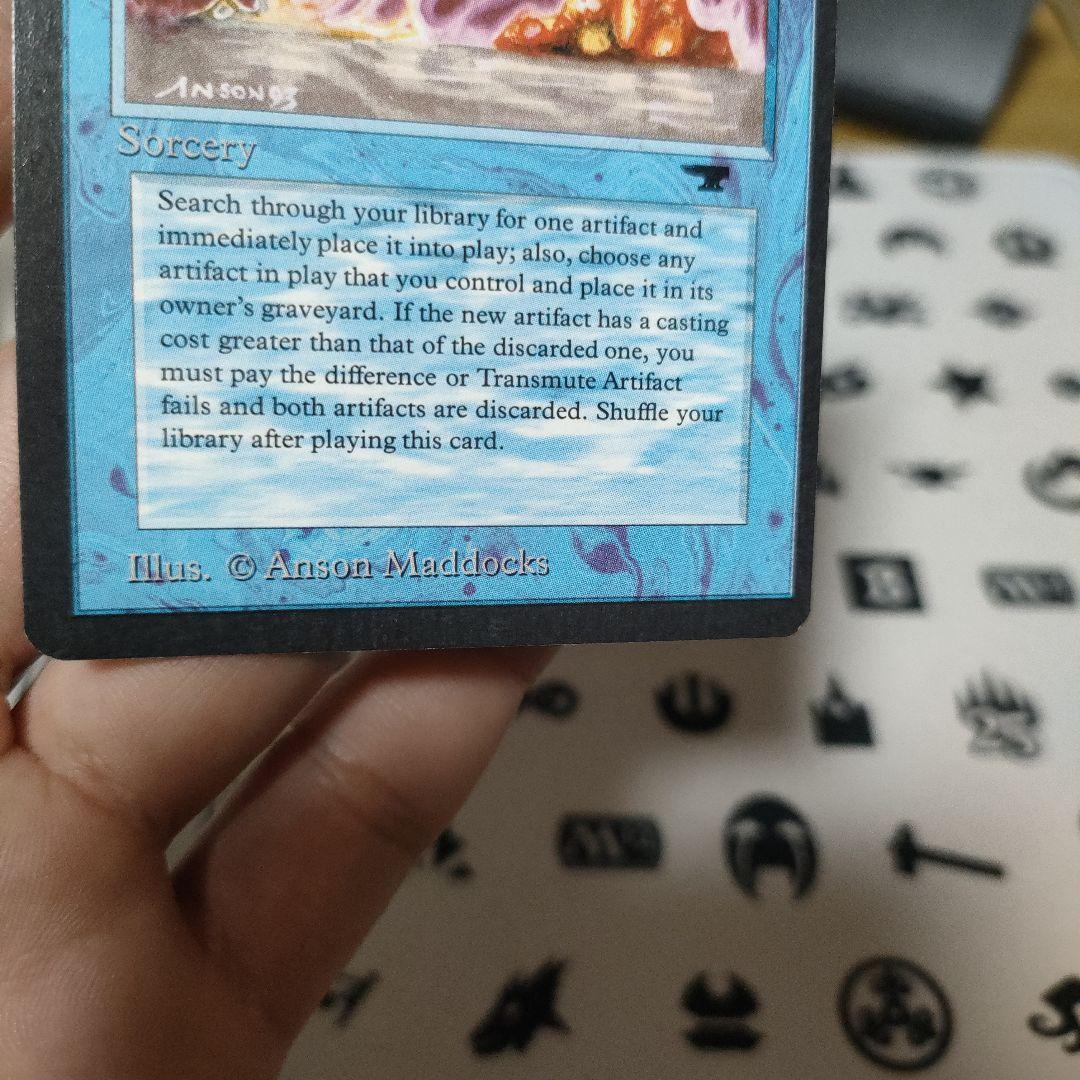 ANSON93
Sorcery
Search through your library for one artifact and
immediately place it into play; also, choose any
artifact in play that you control and place it in its
owner's graveyard. If the new artifact has a casting
cost greater than that of the discarded one, you
must pay the difference or Transmute Artifact
fails and both artifacts are discarded. Shuffle your
library after playing this card.
Illus. © Anson Maddocks